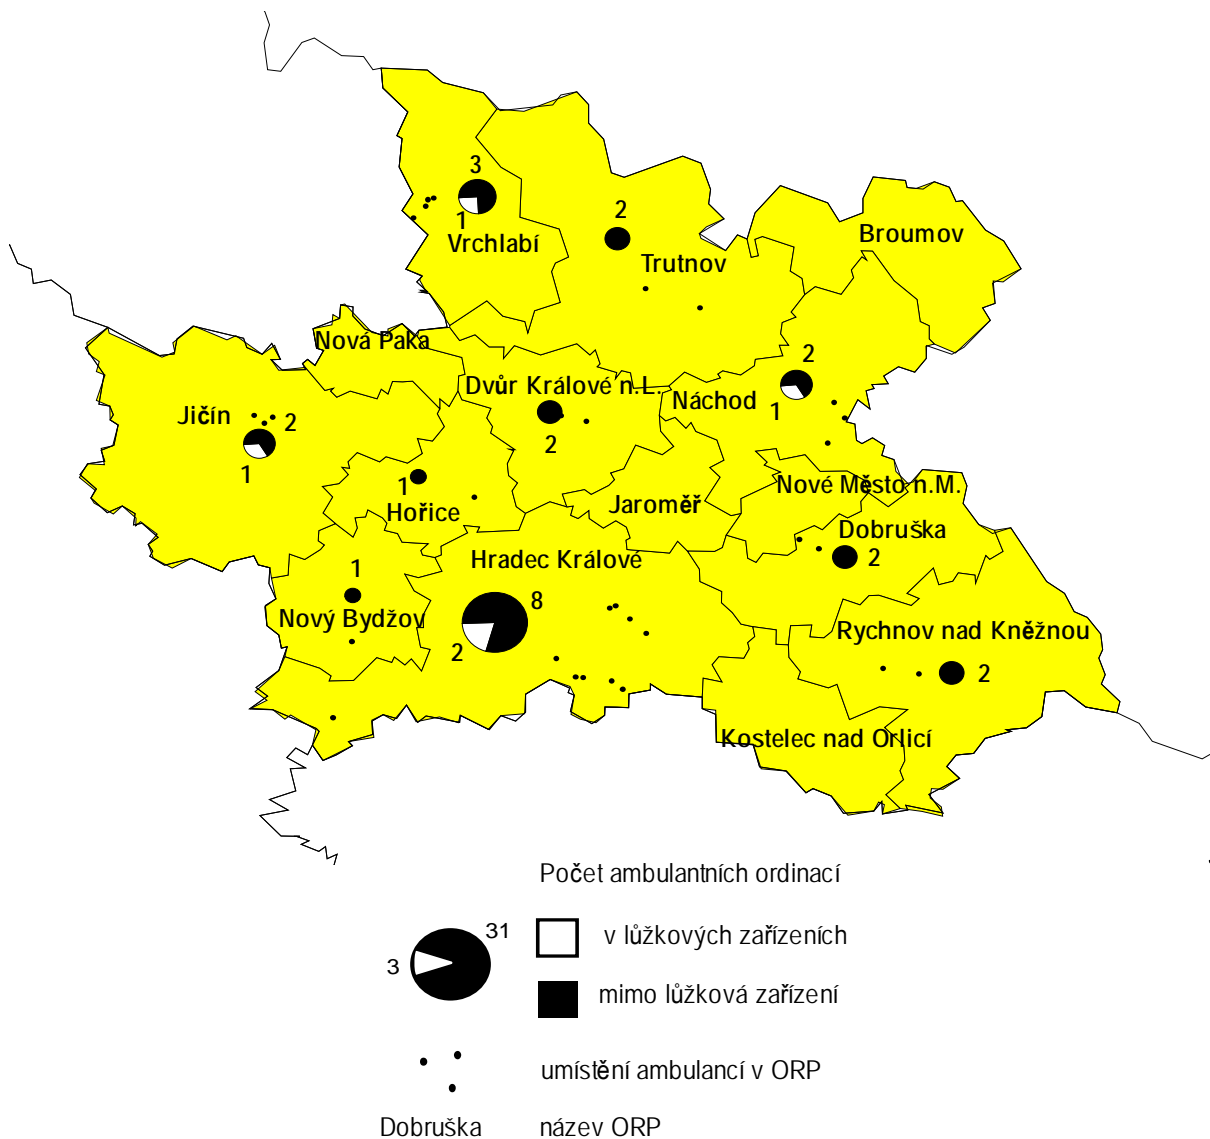 3
1
Vrchlabí
2
Trutnov
Broumov
Nová Paka
2
1
Náchod
Dvůr Králové n.L.
2
Jičín
2
1
1
Hořice
Jaroměř
Nové Město n.M.
Dobruška
2
Hradec Králové
8
2
1
Nový Bydžov
Rychnov nad Kněžnou
2
Kostelec nad Orlicí
Počet ambulantních ordinací
31
3
v lůžkových zařízeních
mimo lůžková zařízení
umístění ambulancí v ORP
Dobruška název ORP